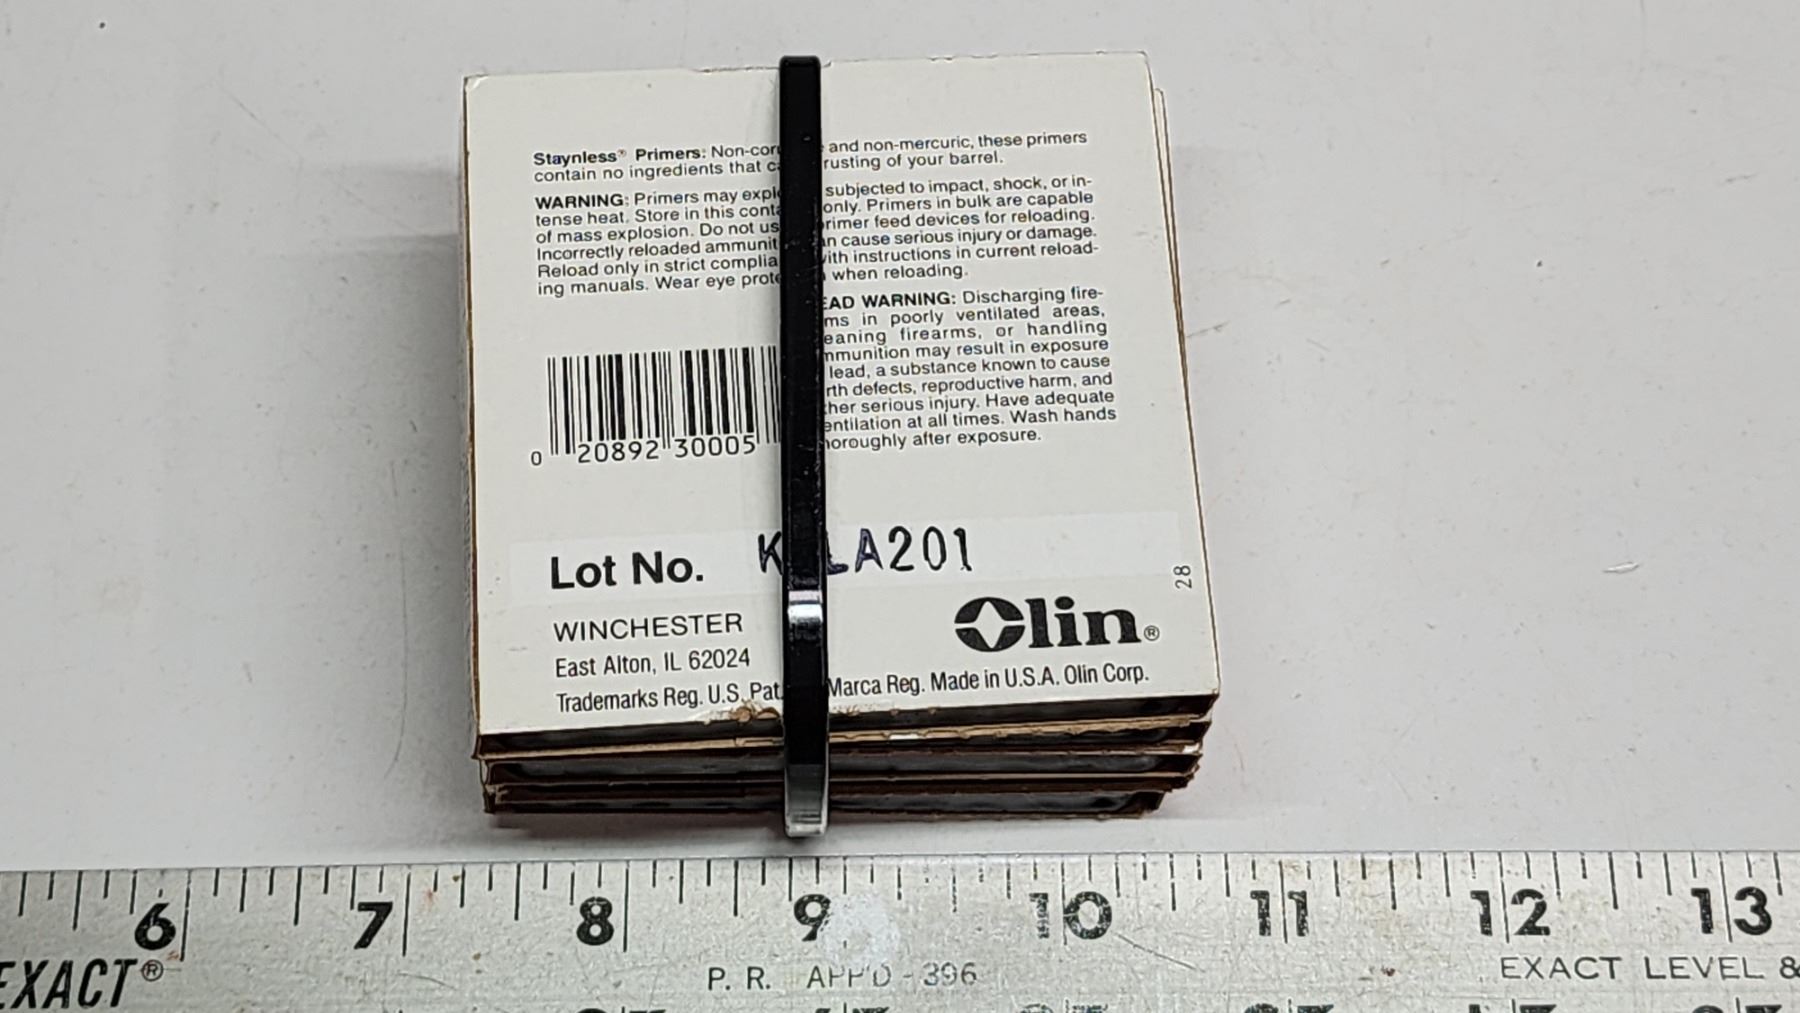 Staynless® Primers: Non-cor and non-mercuric, these primers
contain no ingredients that c rusting of your barrel.
WARNING: Primers may expl subjected to impact, shock, or in-
tense heat. Store in this conta only. Primers in bulk are capable
of mass explosion. Do not us rimer feed devices for reloading.
Incorrectly reloaded ammunit n cause serious injury or damage.
Reload only in strict complia ith instructions in current reload-
ing manuals. Wear eye prote when reloading.
EAD WARNING: Discharging fire-
ms in poorly ventilated areas,
eaning firearms, or handling
mmunition may result in exposure
lead, a substance known to cause
rth defects, reproductive harm, and
her serious injury. Have adequate
entilation at all times. Wash hands
horoughly after exposure.
0 20892 30005
Lot No. K LA201
28
WINCHESTER
Olin®
East Alton, IL 62024
Trademarks Reg. U.S. Pat. Marca Reg. Made in U.S.A. Olin Corp.
6 7 8 9 10 11 12 13
EXACT® P. R. APP'D - 396 EXACT LEVEL &